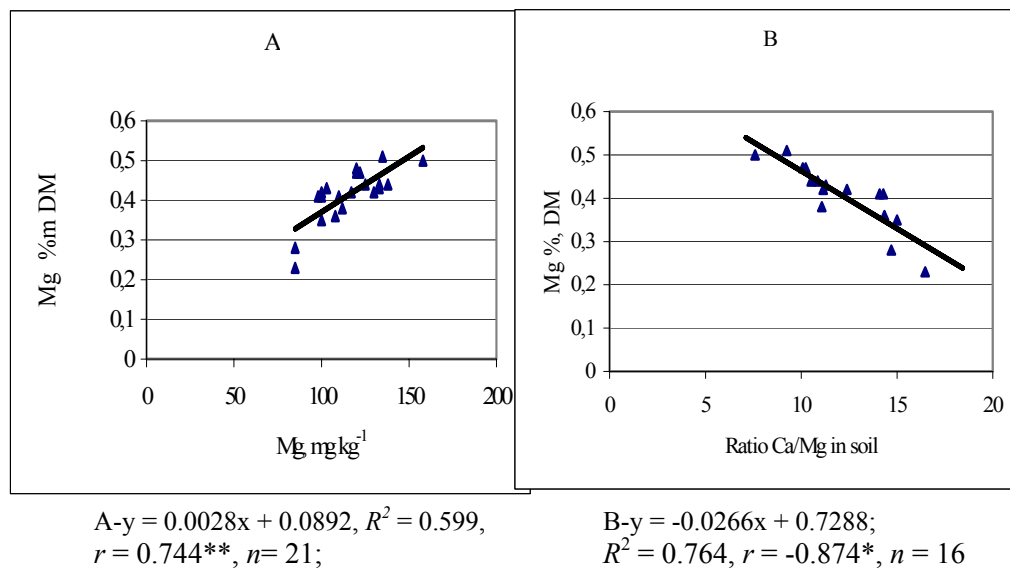 A
Mg %m DM
0,6
0,5
0,4
0,3
0,2
0,1
0
0 50 100 150 200
Mg, mg kg-1
B
Mg %, DM
0,6
0,5
0,4
0,3
0,2
0,1
0
0 5 10 15 20
Ratio Ca/Mg in soil
A-y = 0.0028x + 0.0892, R2 = 0.599,
r = 0.744**, n= 21;
B-y = -0.0266x + 0.7288;
R2 = 0.764, r = -0.874*, n = 16